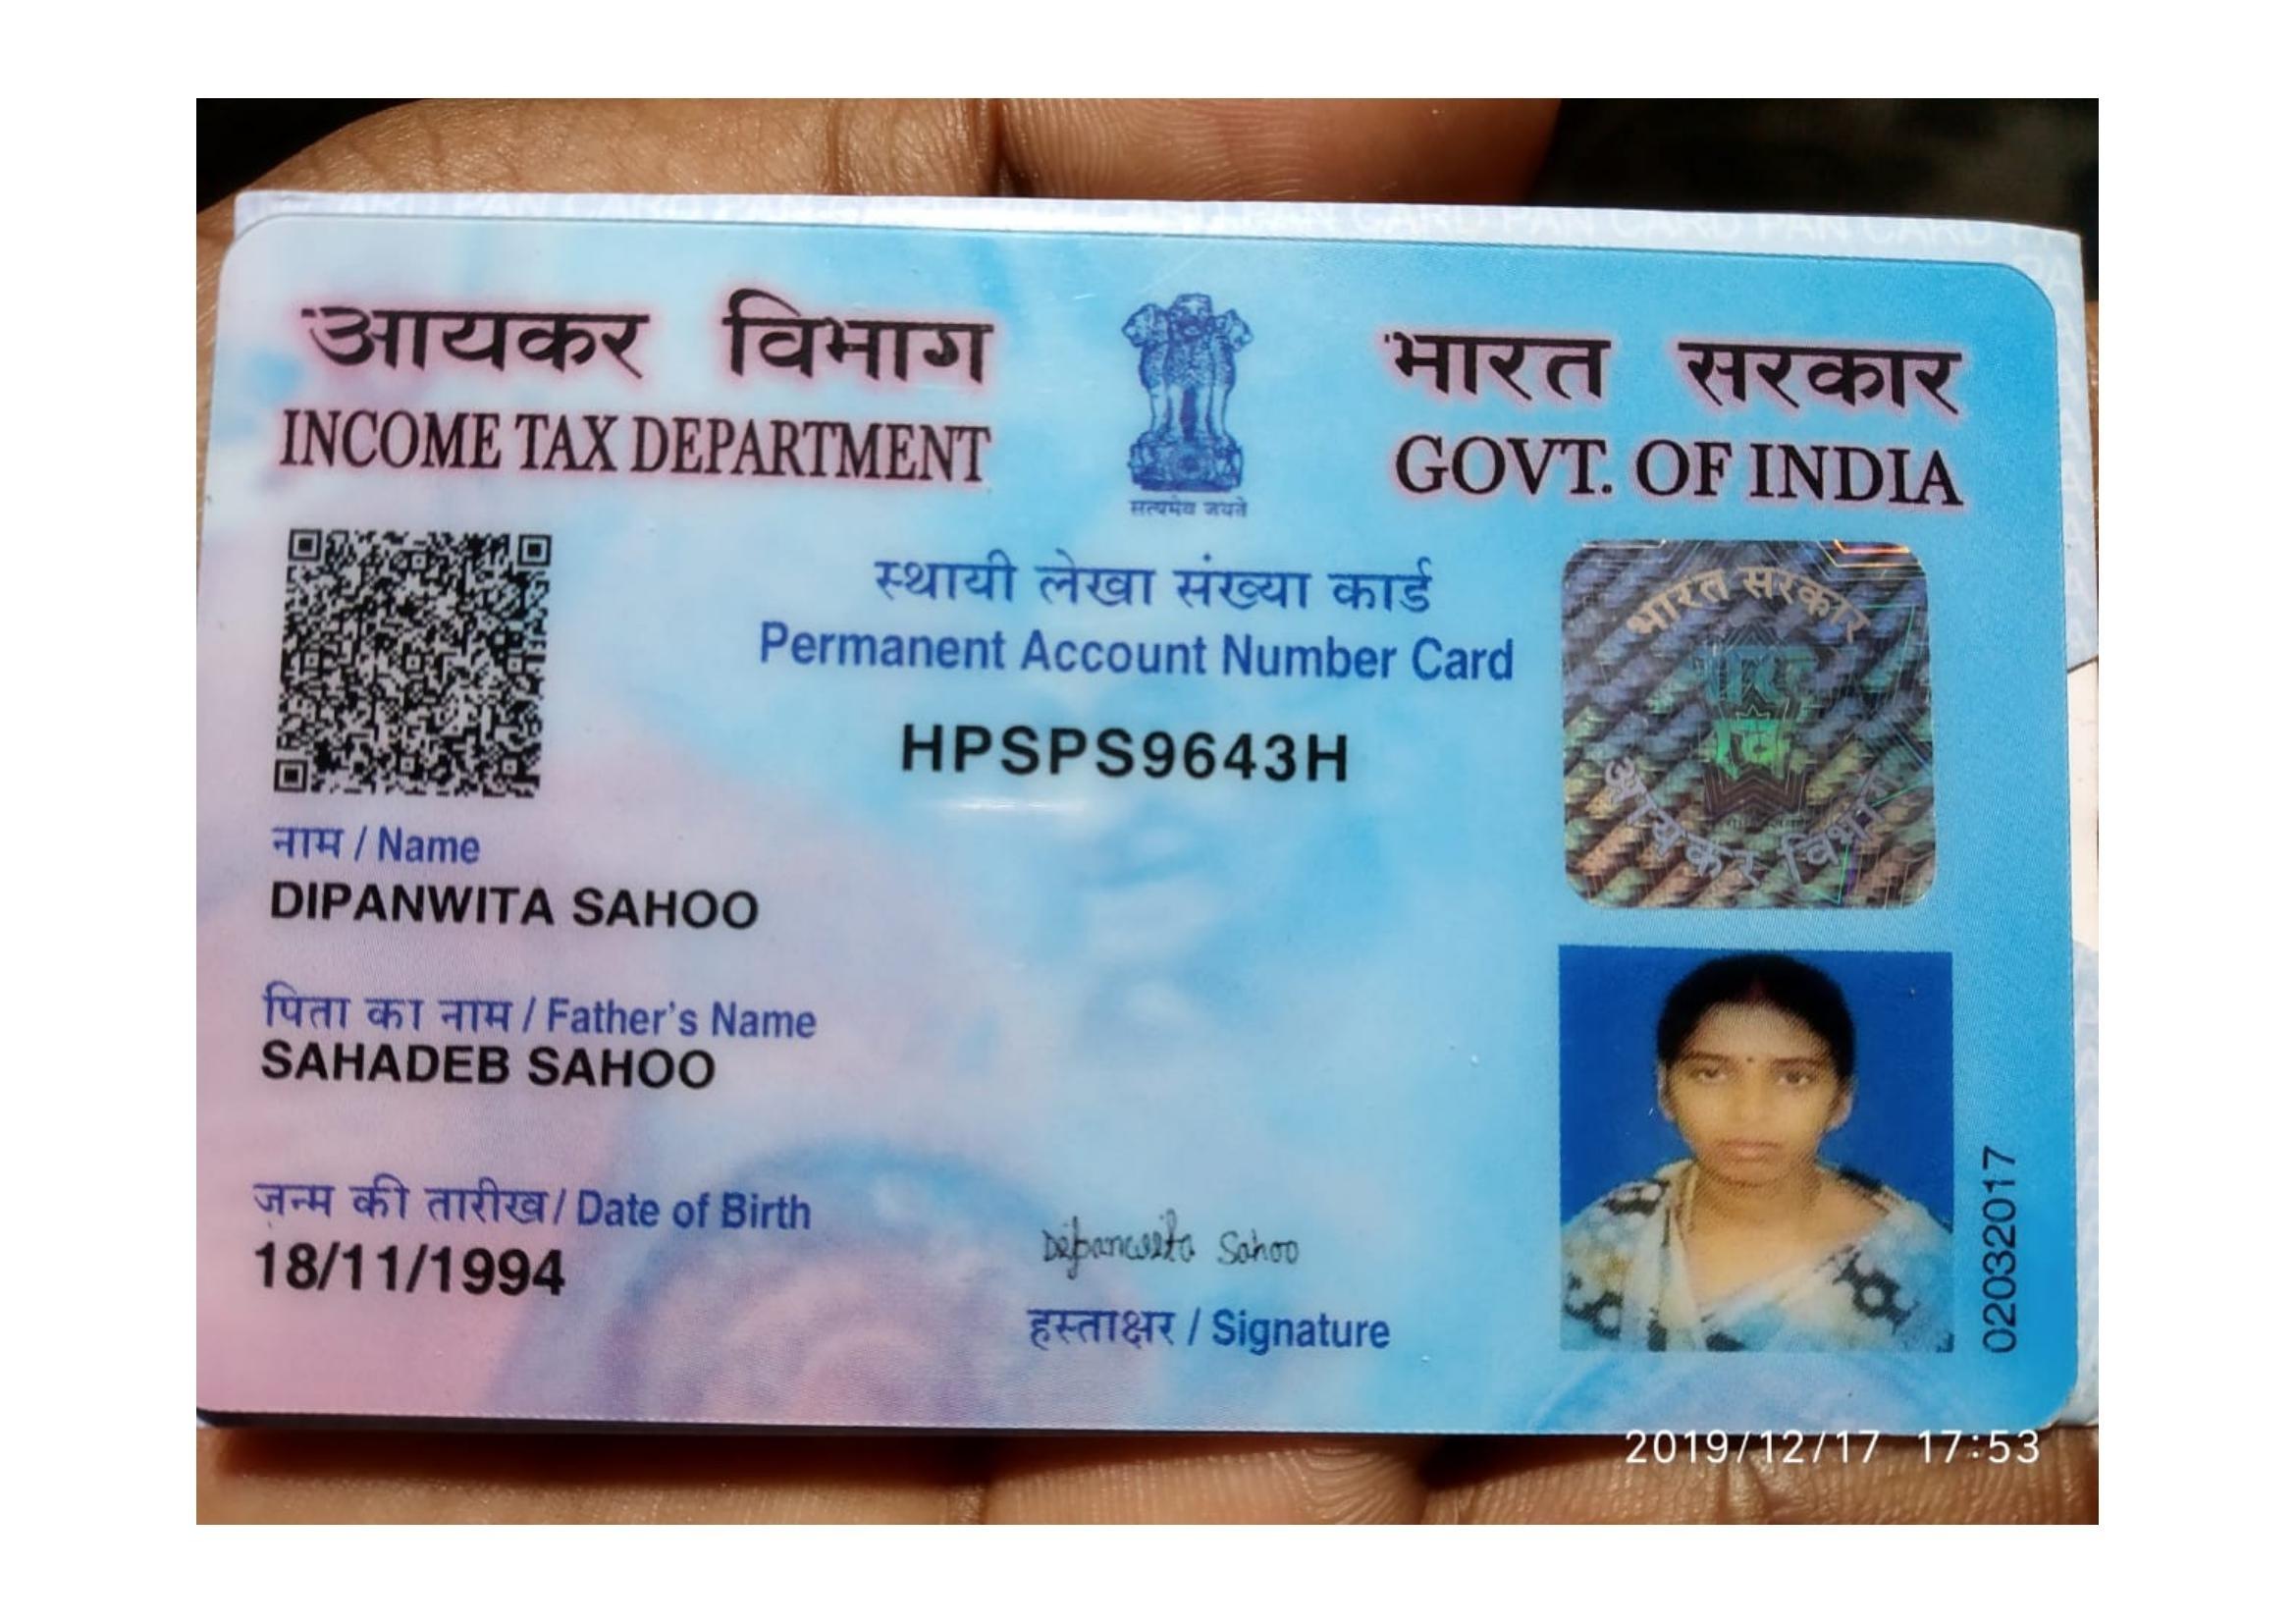 आयकर विभाग
INCOME TAX DEPARTMENT
सत्यमेव जयते
भारत सरकार
GOVT. OF INDIA
स्थायी लेखा संख्या कार्ड
Permanent Account Number Card
HPSPS9643H
भारत सरकार
आयकर विभाग
नाम / Name
DIPANWITA SAHOO
पिता का नाम / Father's Name
SAHADEB SAHOO
जन्म की तारीख / Date of Birth
18/11/1994
Dipanwita Sahoo
हस्ताक्षर / Signature
02032017
2019/12/17 17:53